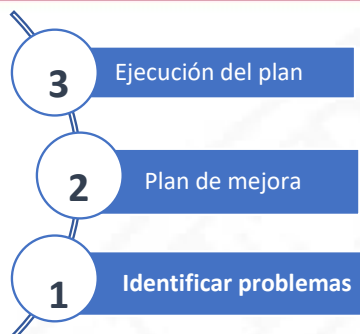 3 Ejecución del plan
2 Plan de mejora
1 Identificar problemas